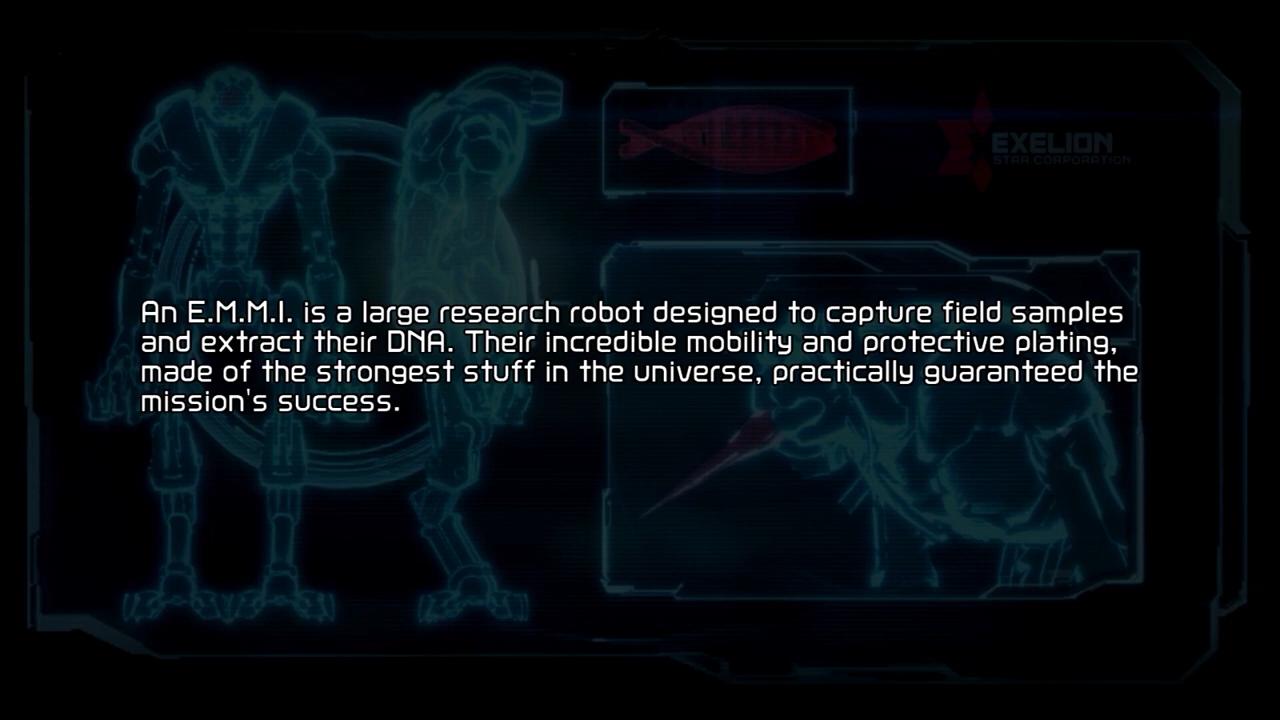 EXELION
STAR CORPORATION
An E.M.M.I. is a large research robot designed to capture field samples
and extract their DNA. Their incredible mobility and protective plating,
made of the strongest stuff in the universe, practically guaranteed the
mission's success.